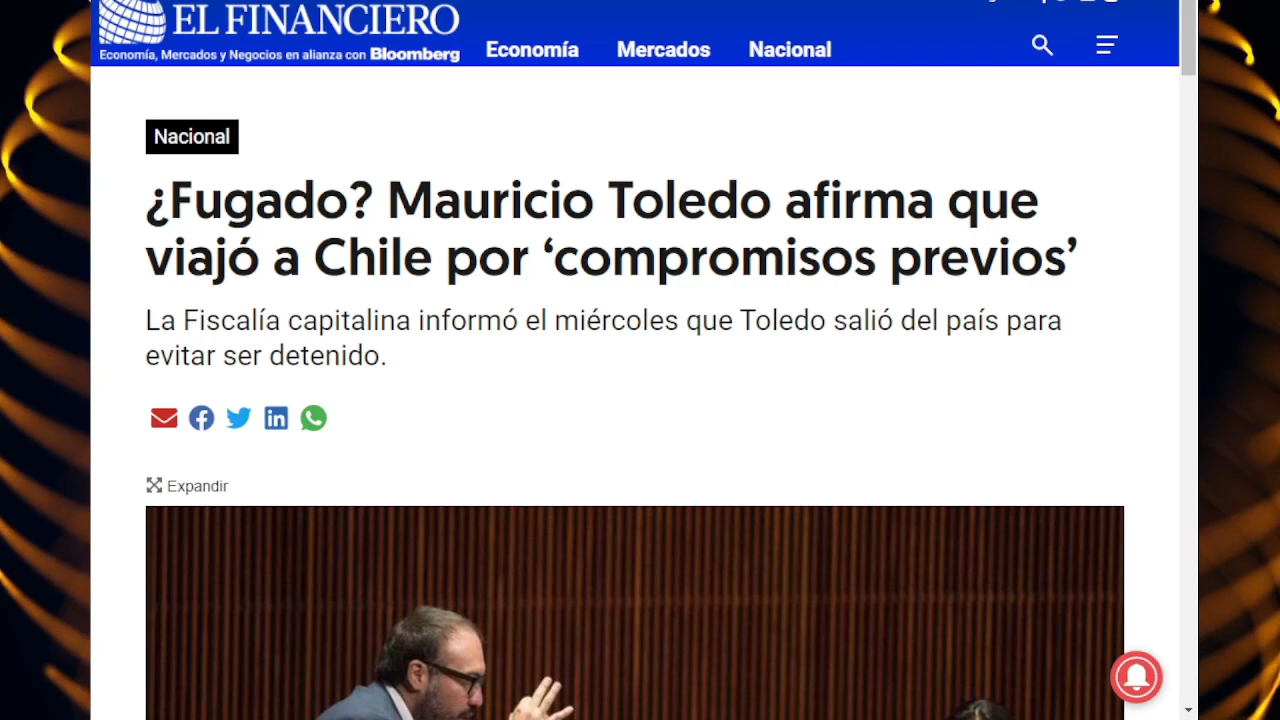 EL FINANCIERO
Economía, Mercados y Negocios en alianza con Bloomberg
Economía Mercados Nacional
Nacional
¿Fugado? Mauricio Toledo afirma que
viajó a Chile por ‘compromisos previos’
La Fiscalía capitalina informó el miércoles que Toledo salió del país para
evitar ser detenido.
Expandir